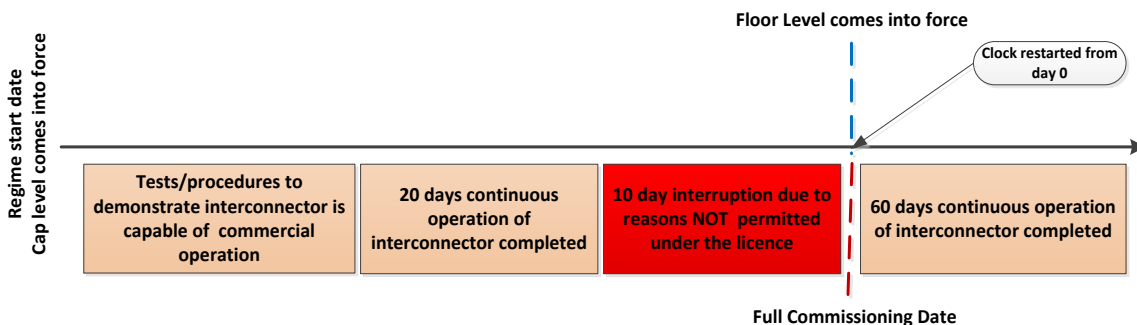 Regime start date
Cap level comes into force
Floor Level comes into force
Clock restarted from
day 0
Tests/procedures to
demonstrate interconnector is
capable of commercial
operation
20 days continuous
operation of
interconnector completed
10 day interruption due to
reasons NOT permitted
under the licence
60 days continuous operation
of interconnector completed
Full Commissioning Date